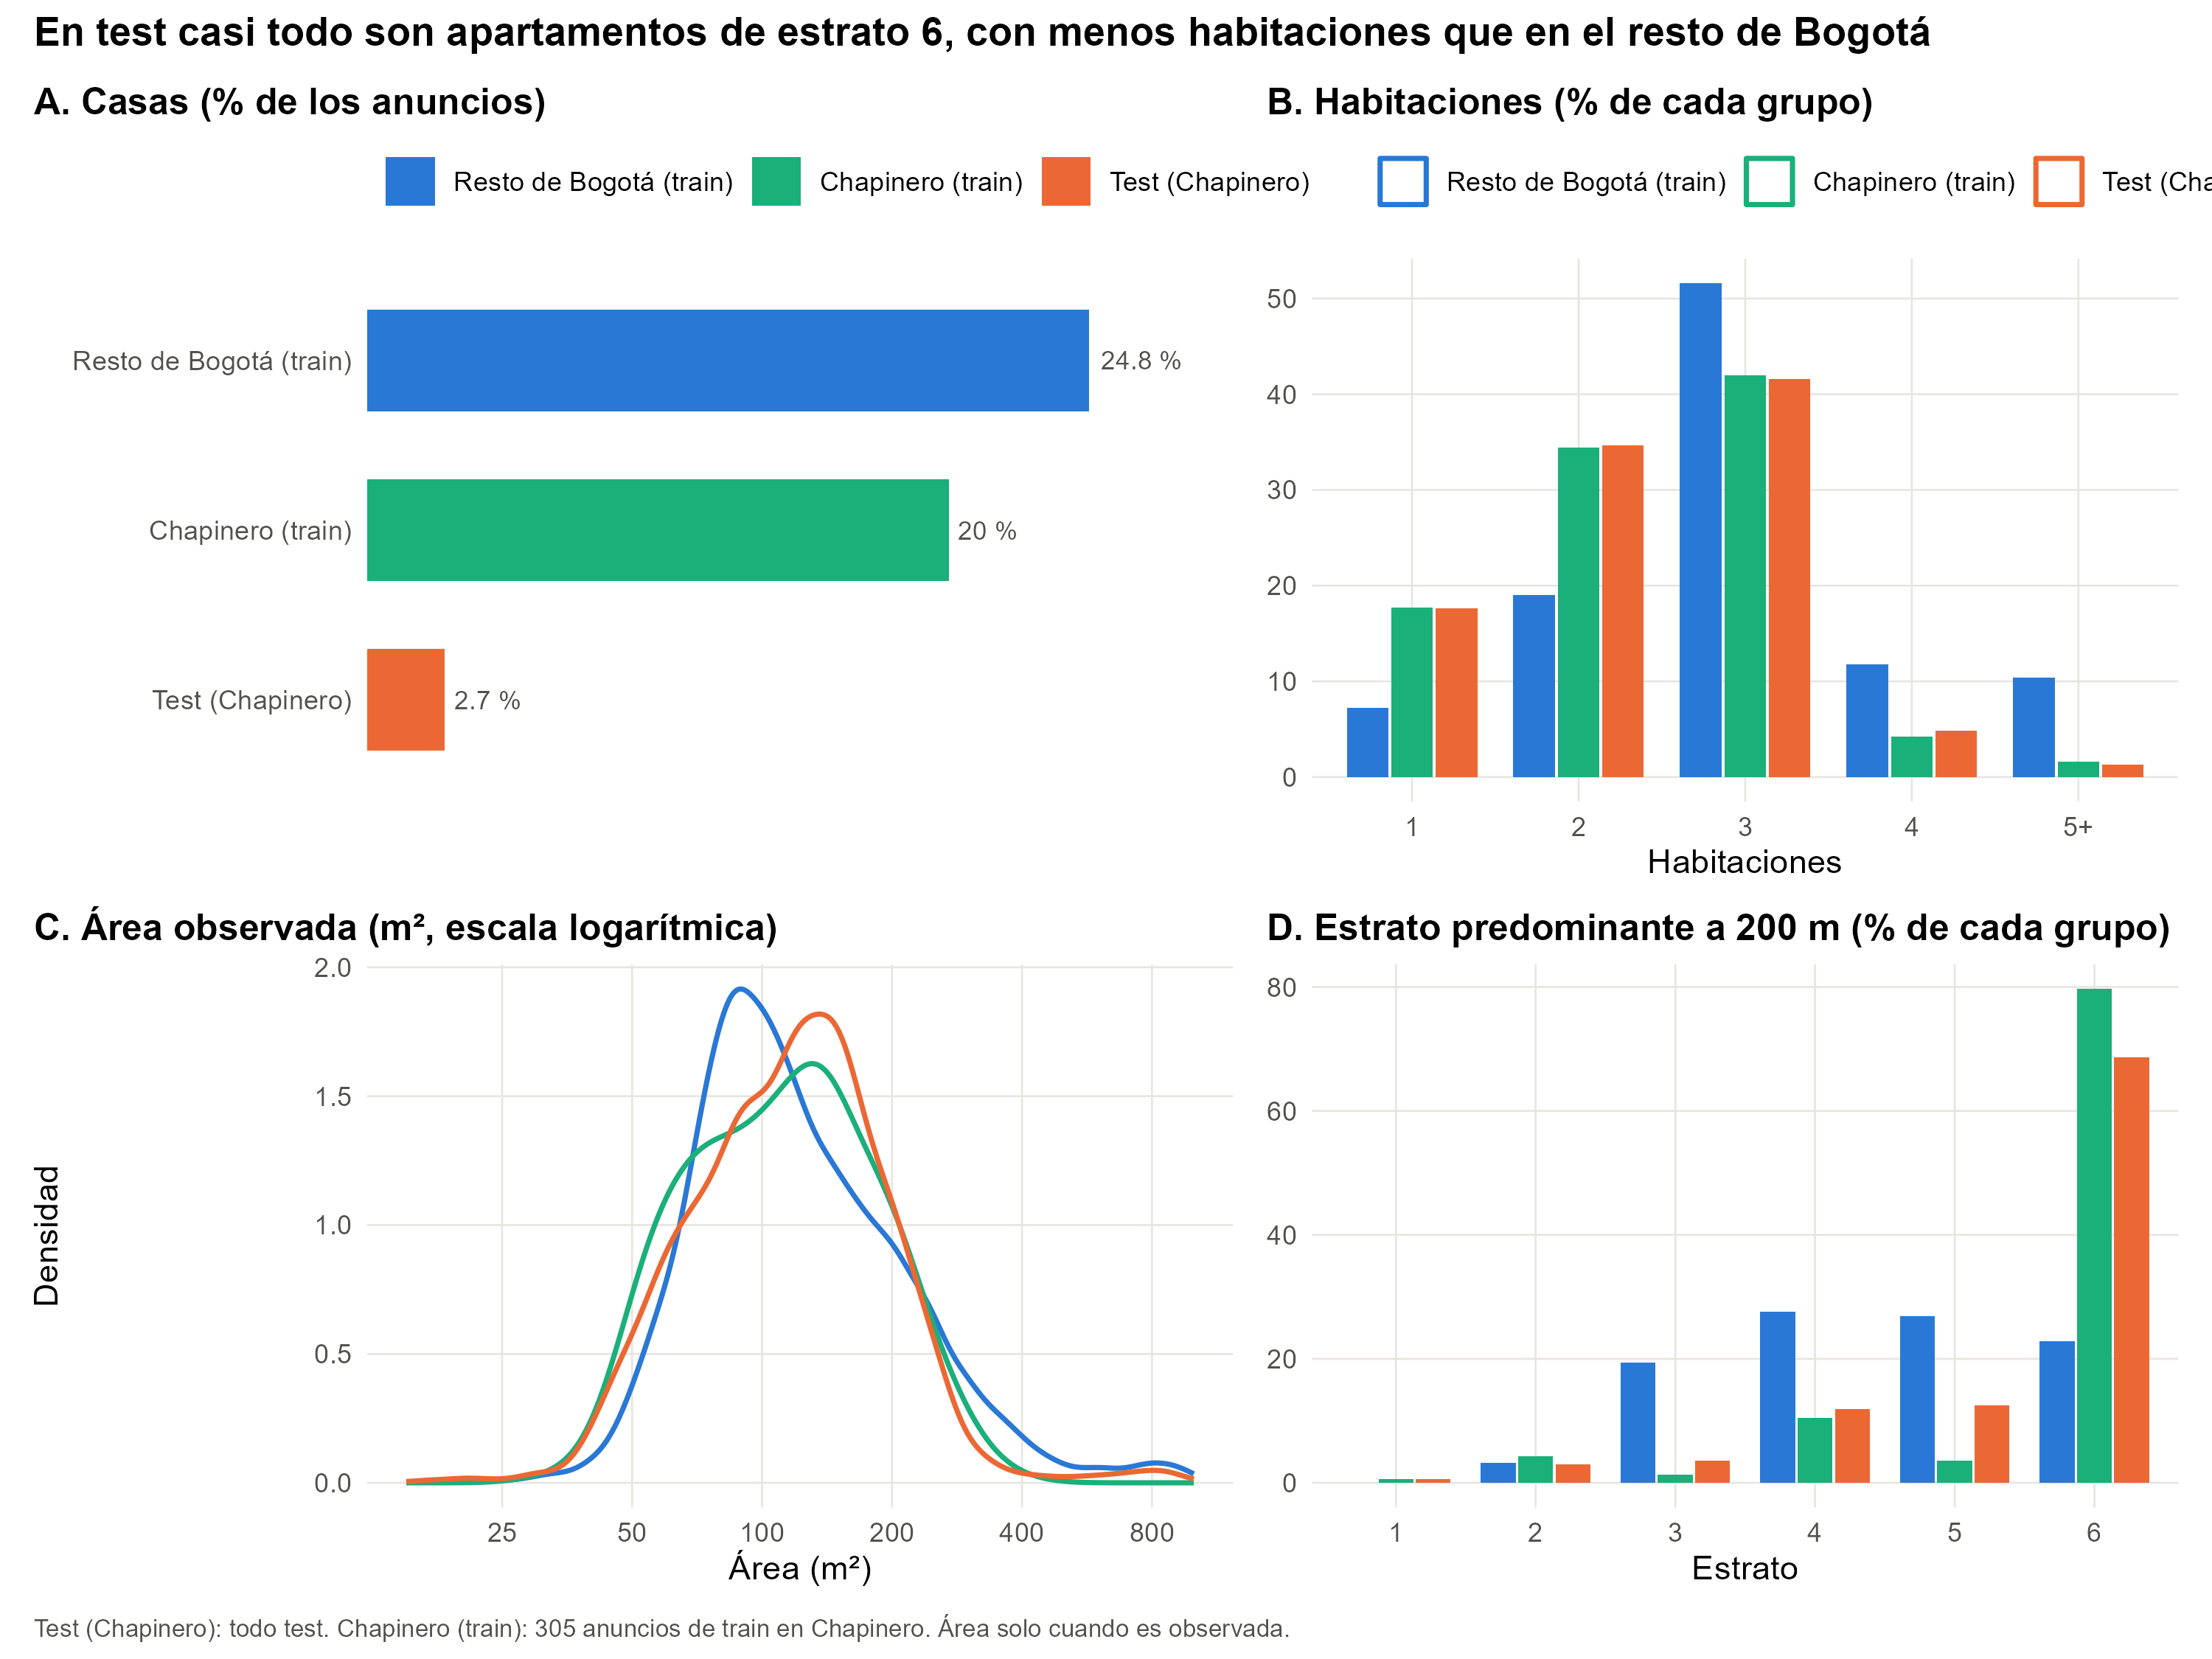 En test casi todo son apartamentos de estrato 6, con menos habitaciones que en el resto de Bogotá
A. Casas (% de los anuncios)
Resto de Bogotá (train)
Chapinero (train)
Test (Chapinero)
Resto de Bogotá (train)
24.8 %
Chapinero (train)
20 %
Test (Chapinero)
2.7 %
B. Habitaciones (% de cada grupo)
Resto de Bogotá (train)
Chapinero (train)
Test (Cha
50
40
30
20
10
0
1
2
3
4
5+
Habitaciones
C. Área observada (m², escala logarítmica)
2.0
1.5
1.0
0.5
0.0
Densidad
25
50
100
200
400
800
Área (m²)
D. Estrato predominante a 200 m (% de cada grupo)
80
60
40
20
0
1
2
3
4
5
6
Estrato
Test (Chapinero): todo test. Chapinero (train): 305 anuncios de train en Chapinero. Área solo cuando es observada.